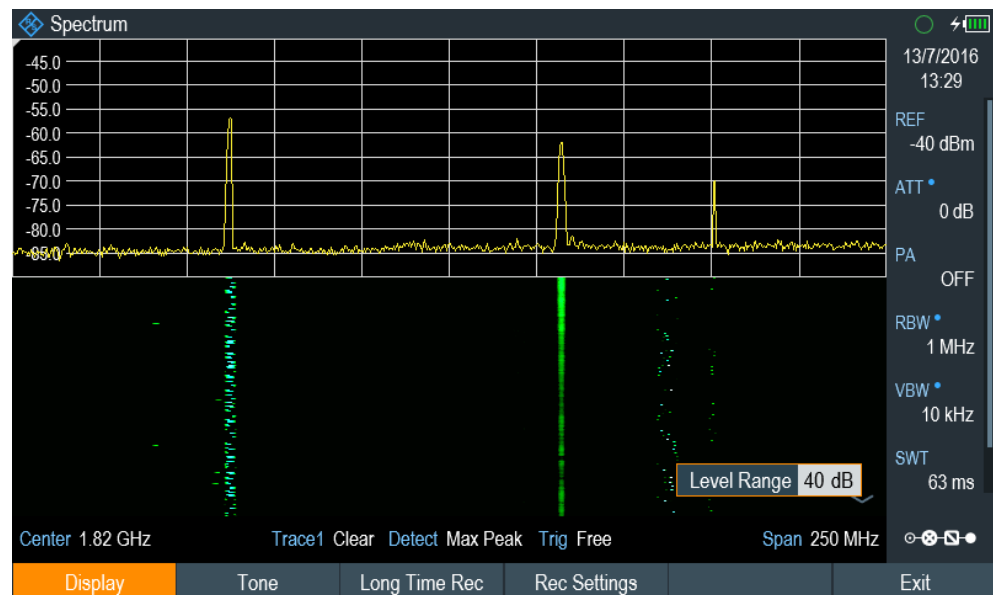 Spectrum
-45.0
-50.0
-55.0
-60.0
-65.0
-70.0
-75.0
-80.0
-85.0
13/7/2016
13:29
REF
-40 dBm
ATT
0 dB
PA
OFF
RBW
1 MHz
VBW
10 kHz
SWT
63 ms
Level Range 40 dB
Center 1.82 GHz Trace1 Clear Detect Max Peak Trig Free Span 250 MHz
Display Tone Long Time Rec Rec Settings Exit